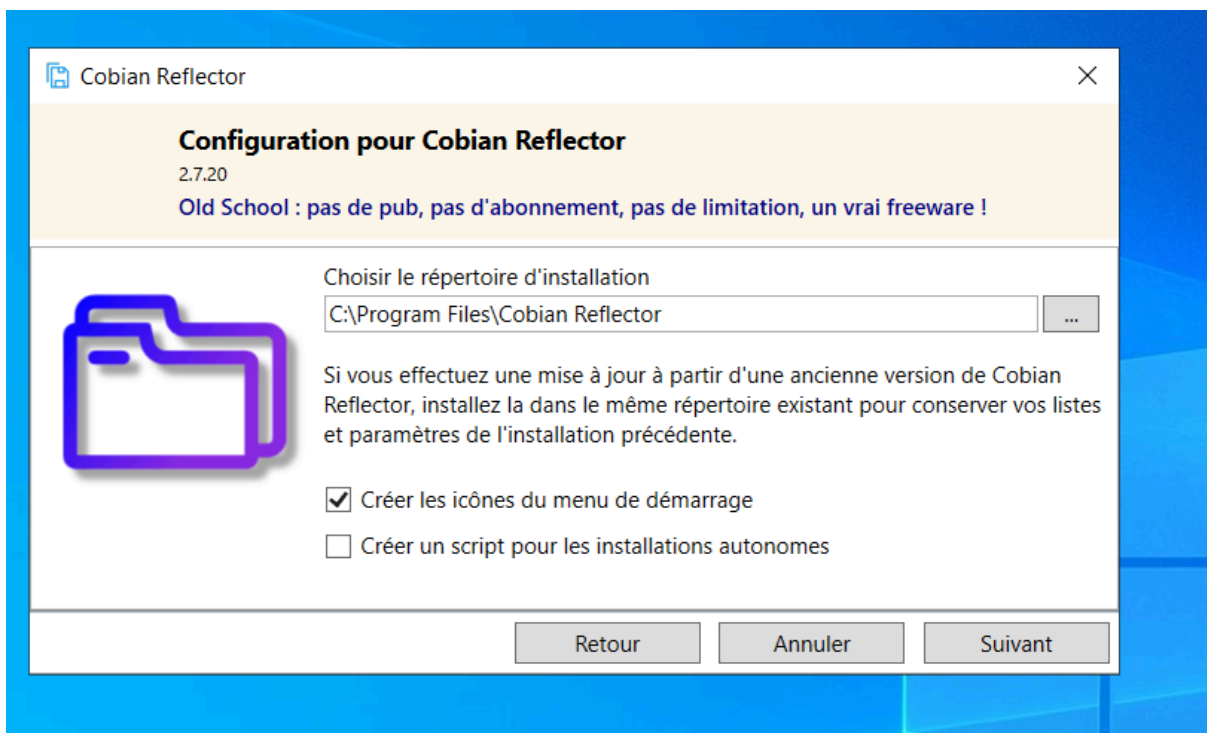 Cobian Reflector
Configuration pour Cobian Reflector
2.7.20
Old School : pas de pub, pas d'abonnement, pas de limitation, un vrai freeware !
Choisir le répertoire d'installation
C:\Program Files\Cobian Reflector
...
Si vous effectuez une mise à jour à partir d'une ancienne version de Cobian
Reflector, installez la dans le même répertoire existant pour conserver vos listes
et paramètres de l'installation précédente.
Créer les icônes du menu de démarrage
Créer un script pour les installations autonomes
Retour Annuler Suivant